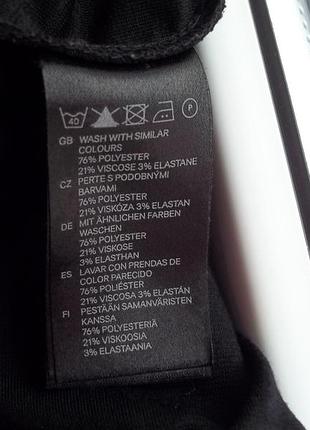 40 P
GB WASH WITH SIMILAR
COLOURS
76% POLYESTER
21% VISCOSE 3% ELASTANE
CZ PERTE S PODOBNÝMI
BARVAMI
76% POLYESTER
21% VISKÓZA 3% ELASTAN
DE MIT ÄHNLICHEN FARBEN
WASCHEN
76% POLYESTER
21% VISKOSE
3% ELASTHAN
ES LAVAR CON PRENDAS DE
COLOR PARECIDO
76% POLIÉSTER
21% VISCOSA 3% ELASTÁN
FI PESTÄÄN SAMANVÄRISTEN
KANSSA
76% POLYESTERIÄ
21% VISKOOSIA
3% ELASTAANIA